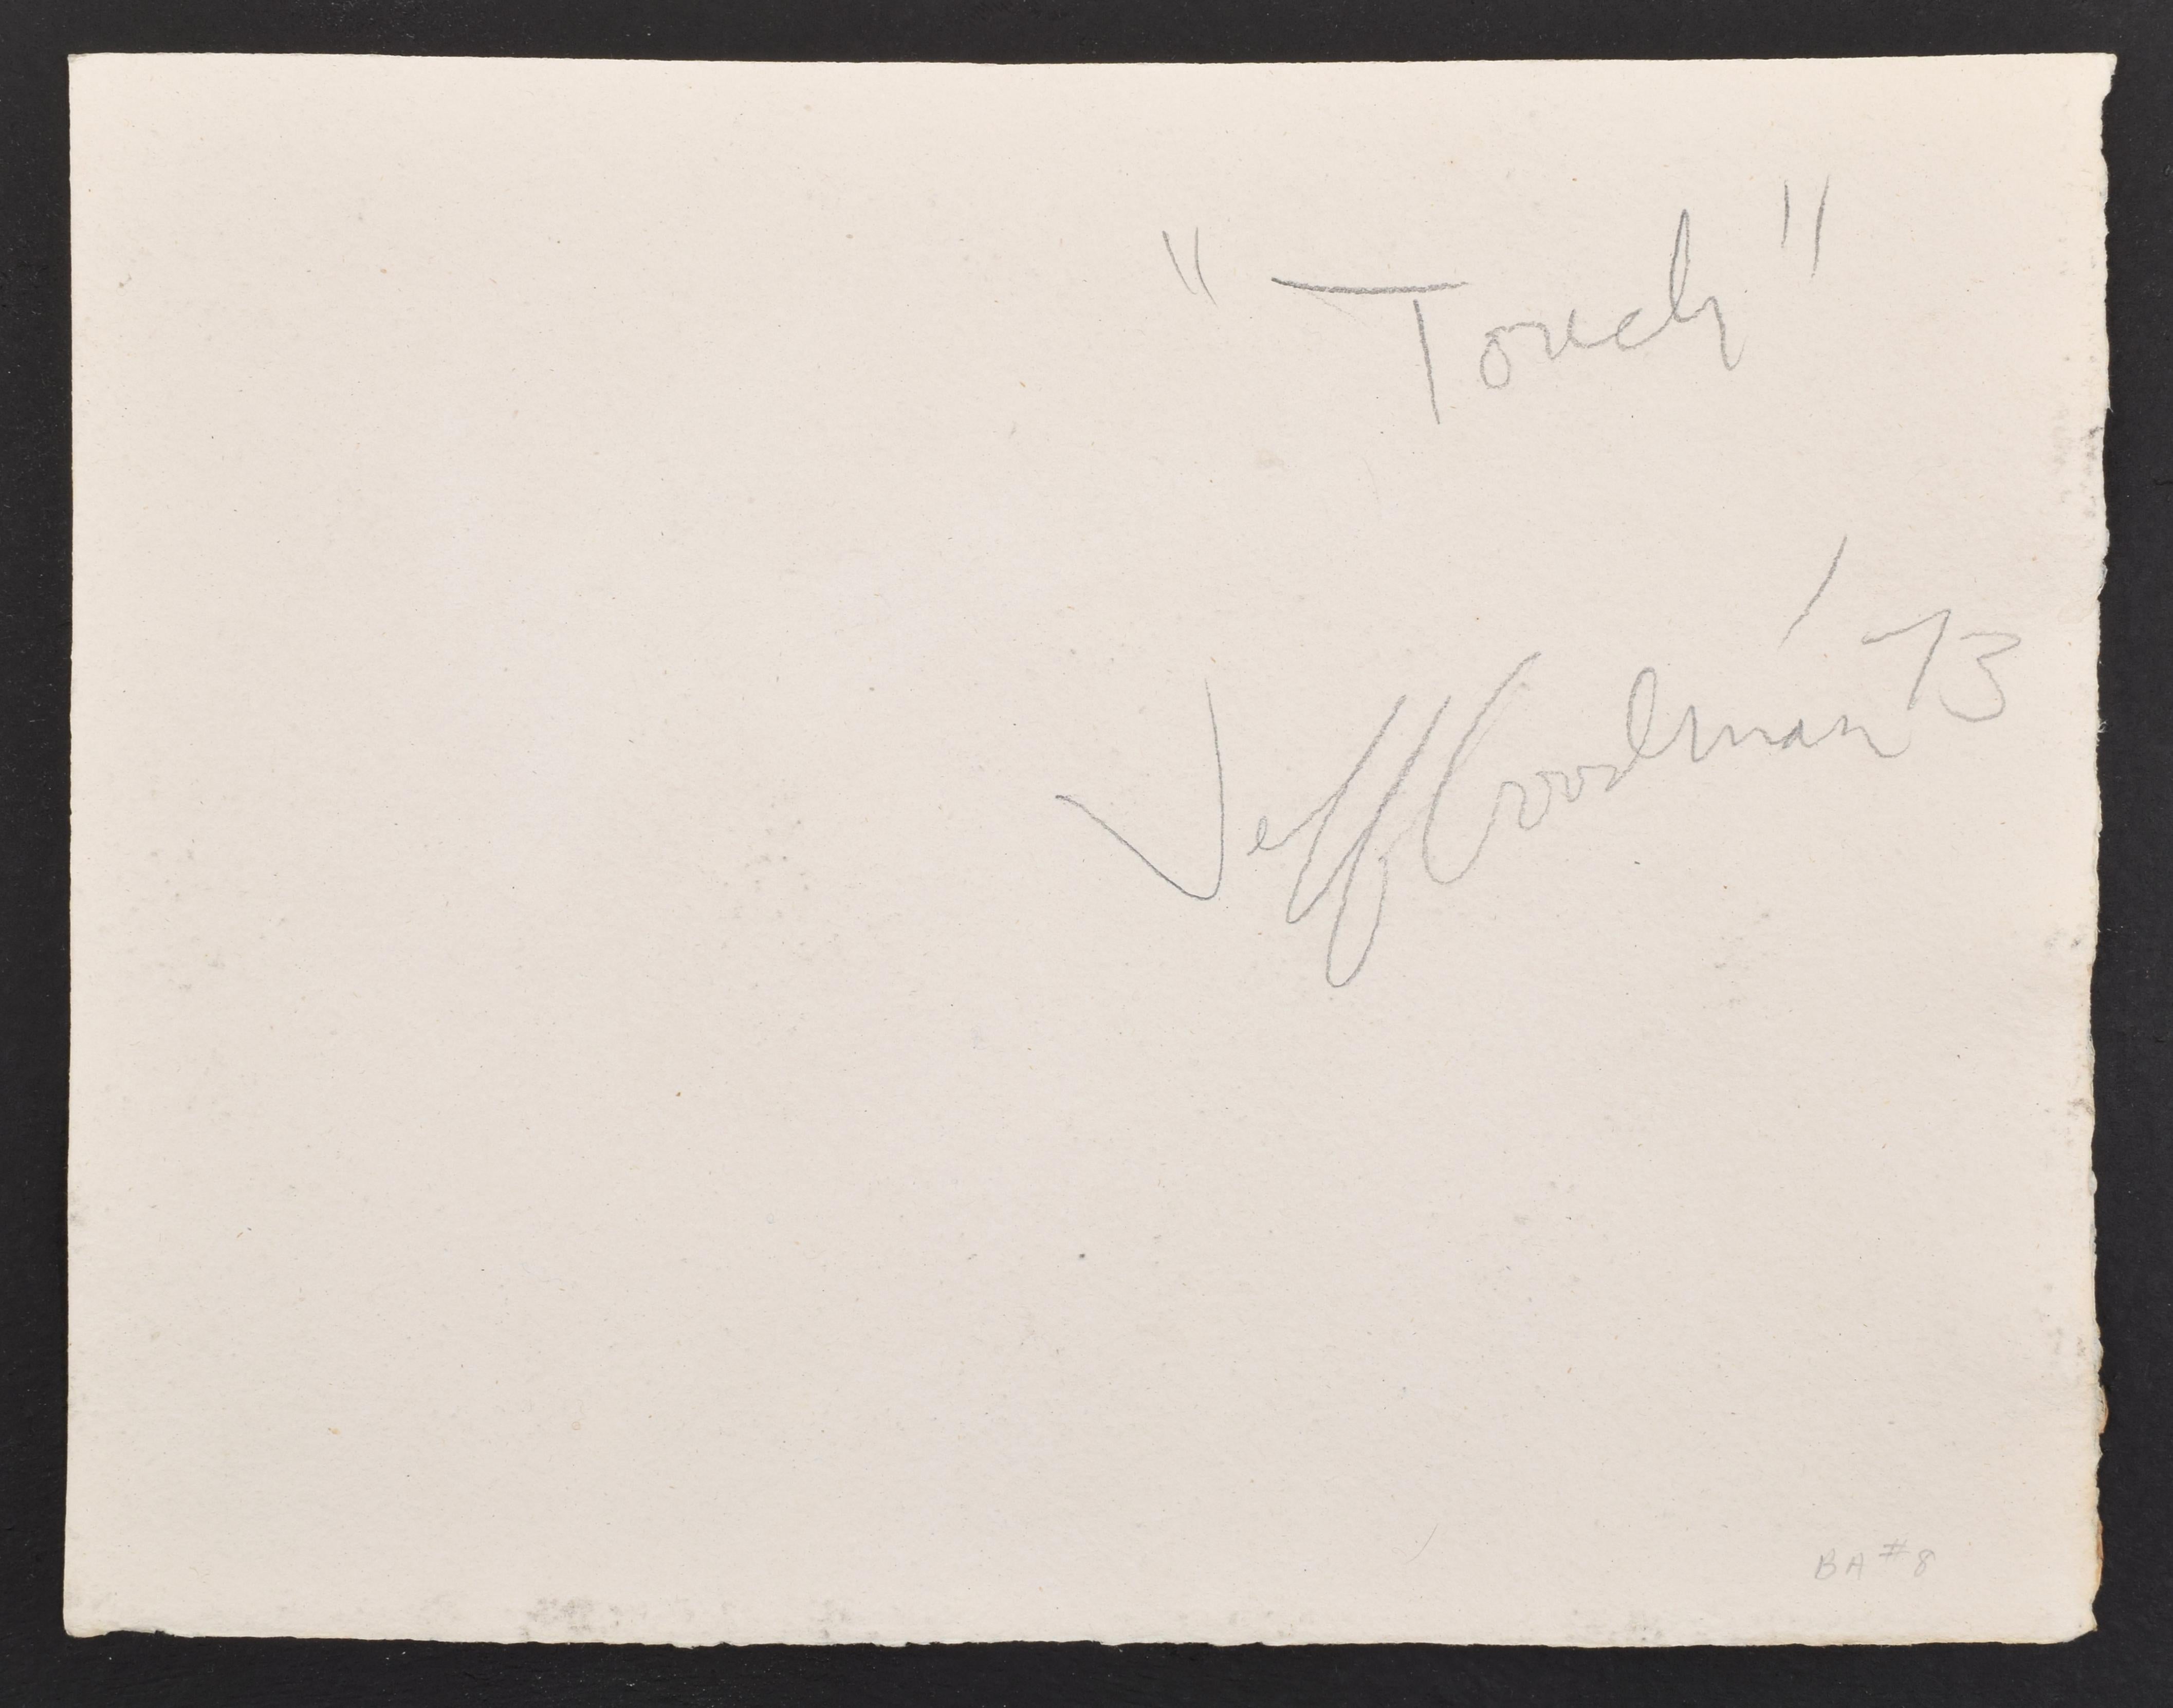 "Touch"
Jeff Goodman '73
BA #8